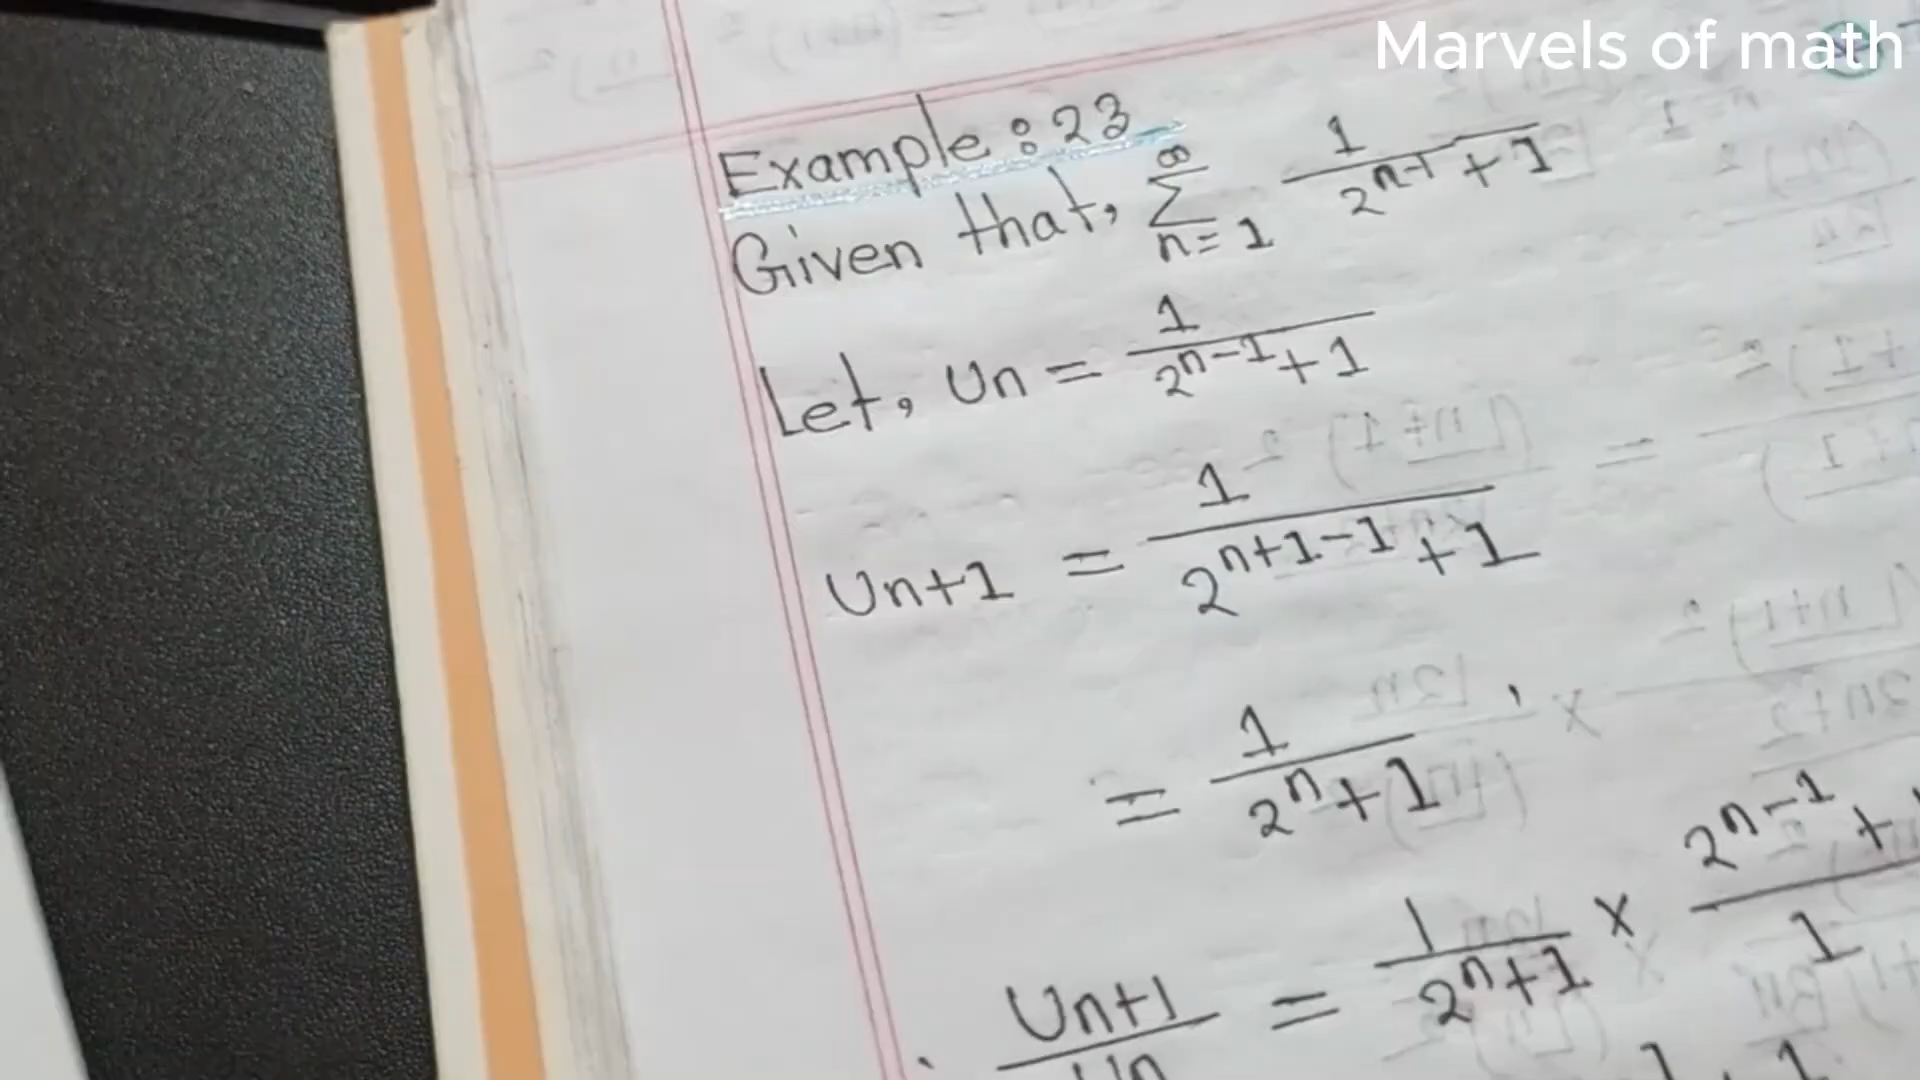 Marvels of math
Example : 23
Given that, ∞ Σ n=1 1 / 2^(n-1) + 1
Let, Un = 1 / 2^(n-1) + 1
Un+1 = 1 / 2^(n+1-1) + 1
= 1 / 2^n + 1
Un+1 / Un = 1 / 2^n + 1 × 2^(n-1) + / 1